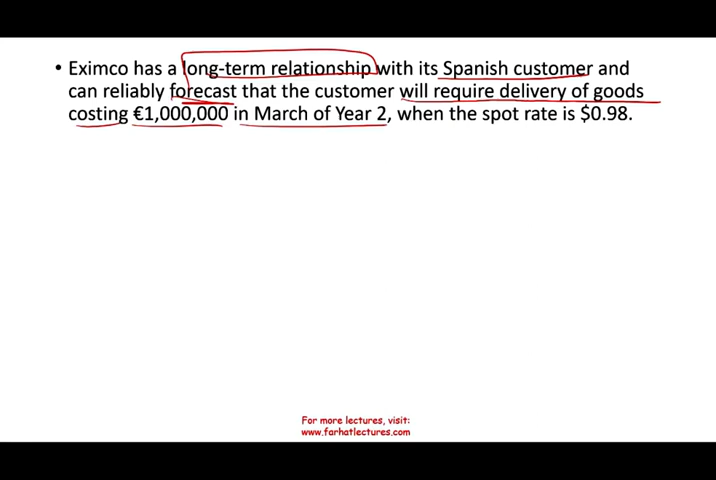 • Eximco has a long-term relationship with its Spanish customer and
can reliably forecast that the customer will require delivery of goods
costing €1,000,000 in March of Year 2, when the spot rate is $0.98.
For more lectures, visit:
www.farhatlectures.com